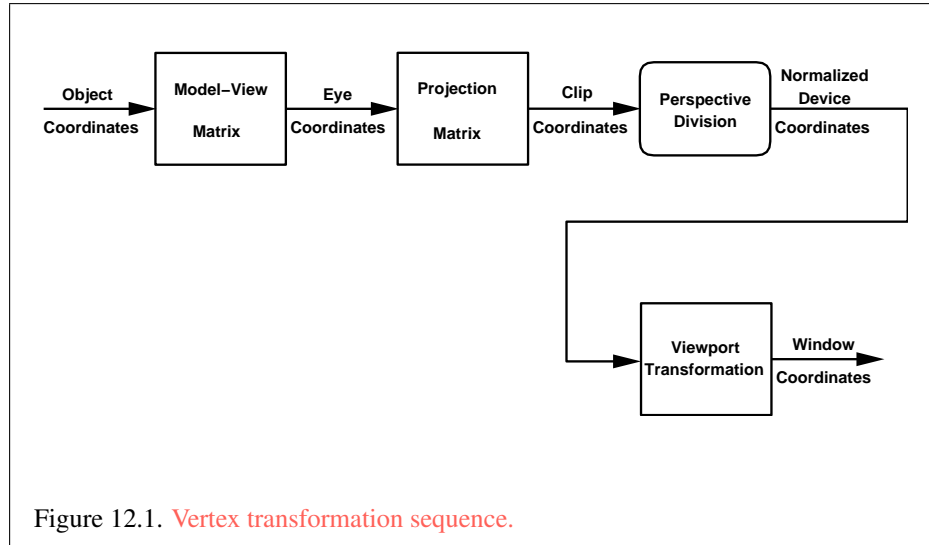 Object
Coordinates
Model–View
Matrix
Eye
Coordinates
Projection
Matrix
Clip
Coordinates
Perspective
Division
Normalized
Device
Coordinates
Viewport
Transformation
Window
Coordinates
Figure 12.1. Vertex transformation sequence.